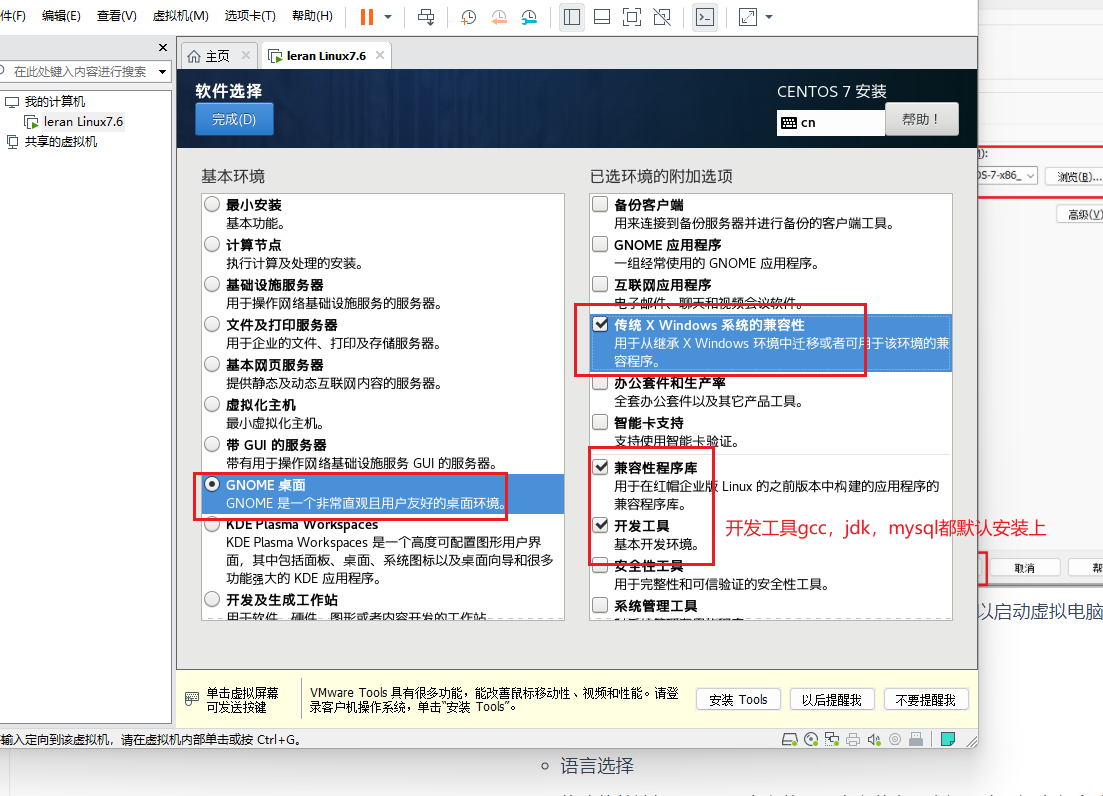 件(F) 编辑(E) 查看(V) 虚拟机(M) 选项卡(T) 帮助(H)
在此处键入内容进行搜索
我的计算机
leran Linux7.6
共享的虚拟机
主页
leran Linux7.6
软件选择
完成(D)
CENTOS 7 安装
cn
帮助！
基本环境
最小安装
基本功能。
计算节点
执行计算及处理的安装。
基础设施服务器
用于操作网络基础设施服务的服务器。
文件及打印服务器
用于企业的文件、打印及存储服务器。
基本网页服务器
提供静态及动态互联网内容的服务器。
虚拟化主机
最小虚拟化主机。
带 GUI 的服务器
带有用于操作网络基础设施服务 GUI 的服务器。
GNOME 桌面
GNOME 是一个非常直观且用户友好的桌面环境。
KDE Plasma Workspaces
KDE Plasma Workspaces 是一个高度可配置图形用户界
面，其中包括面板、桌面、系统图标以及桌面向导和很多
功能强大的 KDE 应用程序。
开发及生成工作站
用于软件、硬件、图形或者内容开发的工作站。
已选环境的附加选项
备份客户端
用来连接到备份服务器并进行备份的客户端工具。
GNOME 应用程序
一组经常使用的 GNOME 应用程序。
互联网应用程序
电子邮件、聊天和视频会议软件。
传统 X Windows 系统的兼容性
用于从继承 X Windows 环境中迁移或者可用于该环境的兼
容程序。
办公套件和生产率
全套办公套件以及其它产品工具。
智能卡支持
支持使用智能卡验证。
兼容性程序库
用于在红帽企业版 Linux 的之前版本中构建的应用程序的
兼容程序库。
开发工具
基本开发环境。
安全性工具
用于完整性和可信验证的安全性工具。
系统管理工具
开发工具gcc，jdk，mysql都默认安装上
):
OS-7-x86_
浏览(B)...
高级(V)
取消
帮
以启动虚拟电脑
单击虚拟屏幕
可发送按键
VMware Tools 具有很多功能，能改善鼠标移动性、视频和性能。请登
录客户机操作系统，单击“安装 Tools”。
安装 Tools
以后提醒我
不要提醒我
输入定向到该虚拟机，请在虚拟机内部单击或按 Ctrl+G。
语言选择